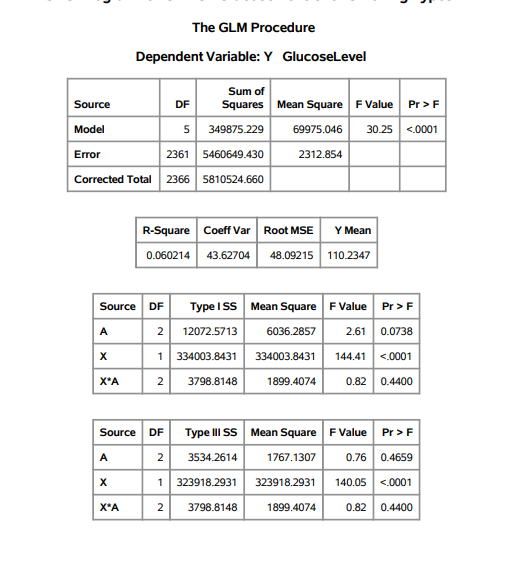 The GLM Procedure
Dependent Variable: Y GlucoseLevel
Source DF Sum of Squares Mean Square F Value Pr > F
Model 5 349875.229 69975.046 30.25 <.0001
Error 2361 5460649.430 2312.854
Corrected Total 2366 5810524.660
R-Square Coeff Var Root MSE Y Mean
0.060214 43.62704 48.09215 110.2347
Source DF Type I SS Mean Square F Value Pr > F
A 2 12072.5713 6036.2857 2.61 0.0738
X 1 334003.8431 334003.8431 144.41 <.0001
X*A 2 3798.8148 1899.4074 0.82 0.4400
Source DF Type III SS Mean Square F Value Pr > F
A 2 3534.2614 1767.1307 0.76 0.4659
X 1 323918.2931 323918.2931 140.05 <.0001
X*A 2 3798.8148 1899.4074 0.82 0.4400